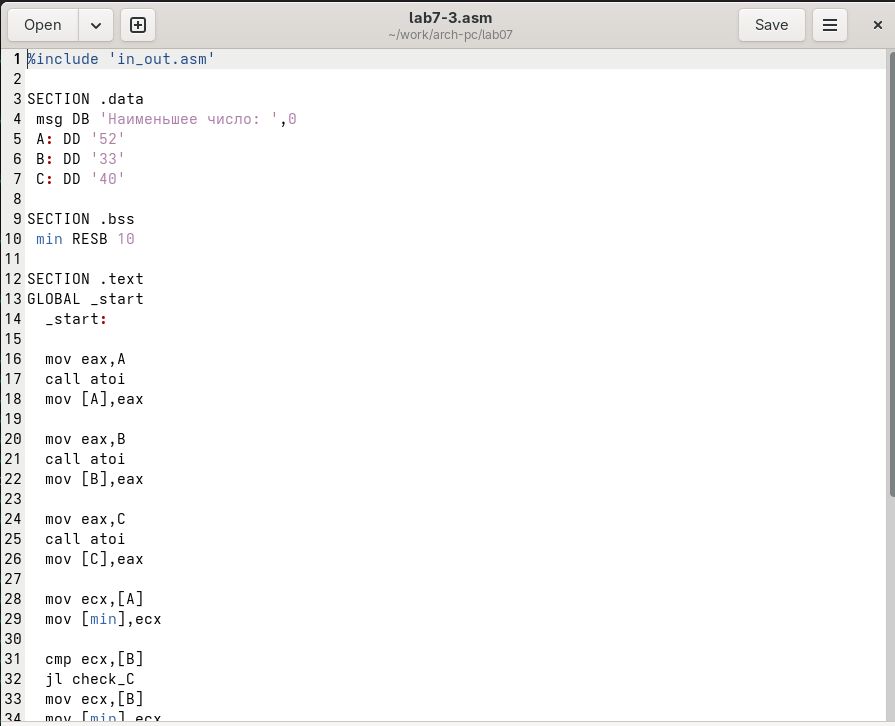 Open
lab7-3.asm
~/work/arch-pc/lab07
Save
1 %include 'in_out.asm'
2
3 SECTION .data
4 msg DB 'Наименьшее число: ',0
5 A: DD '52'
6 B: DD '33'
7 C: DD '40'
8
9 SECTION .bss
10 min RESB 10
11
12 SECTION .text
13 GLOBAL _start
14 _start:
15
16 mov eax,A
17 call atoi
18 mov [A],eax
19
20 mov eax,B
21 call atoi
22 mov [B],eax
23
24 mov eax,C
25 call atoi
26 mov [C],eax
27
28 mov ecx,[A]
29 mov [min],ecx
30
31 cmp ecx,[B]
32 jl check_C
33 mov ecx,[B]
34 mov [min],ecx